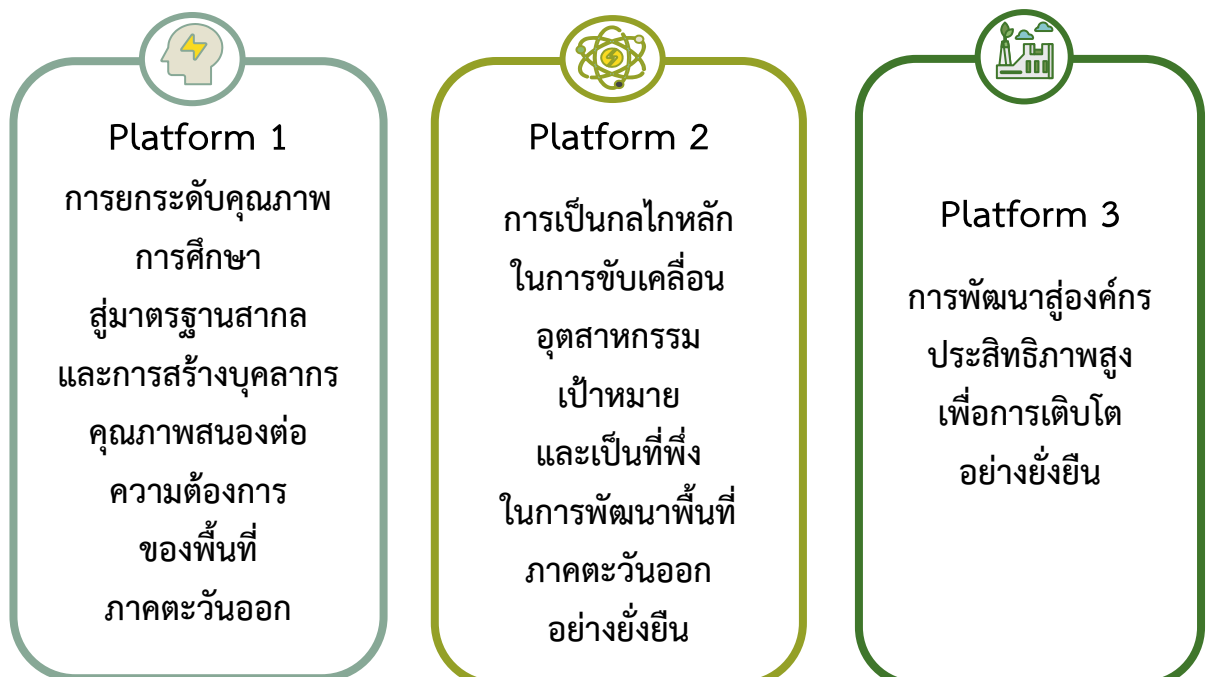 Platform 1
การยกระดับคุณภาพ
การศึกษา
สู่มาตรฐานสากล
และการสร้างบุคลากร
คุณภาพสนองต่อ
ความต้องการ
ของพื้นที่
ภาคตะวันออก
Platform 2
การเป็นกลไกหลัก
ในการขับเคลื่อน
อุตสาหกรรม
เป้าหมาย
และเป็นที่พึ่ง
ในการพัฒนาพื้นที่
ภาคตะวันออก
อย่างยั่งยืน
Platform 3
การพัฒนาสู่องค์กร
ประสิทธิภาพสูง
เพื่อการเติบโต
อย่างยั่งยืน